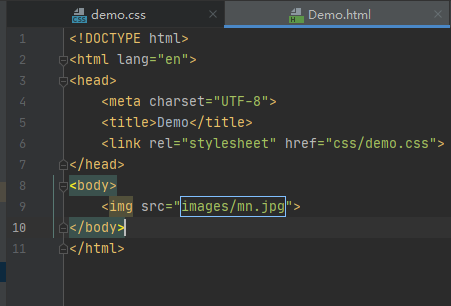 demo.css
Demo.html
1 <!DOCTYPE html>
2 <html lang="en">
3 <head>
4 <meta charset="UTF-8">
5 <title>Demo</title>
6 <link rel="stylesheet" href="css/demo.css">
7 </head>
8 <body>
9 <img src="images/mn.jpg">
10 </body>
11 </html>